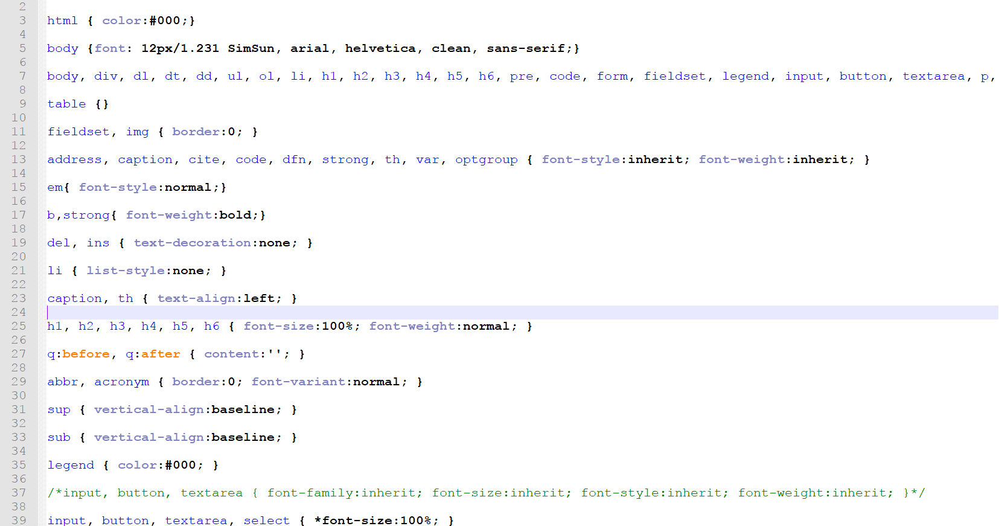 2
3 html { color:#000;}
4
5 body {font: 12px/1.231 SimSun, arial, helvetica, clean, sans-serif;}
6
7 body, div, dl, dt, dd, ul, ol, li, h1, h2, h3, h4, h5, h6, pre, code, form, fieldset, legend, input, button, textarea, p,
8
9 table {}
10
11 fieldset, img { border:0; }
12
13 address, caption, cite, code, dfn, strong, th, var, optgroup { font-style:inherit; font-weight:inherit; }
14
15 em{ font-style:normal;}
16
17 b,strong{ font-weight:bold;}
18
19 del, ins { text-decoration:none; }
20
21 li { list-style:none; }
22
23 caption, th { text-align:left; }
24
25 h1, h2, h3, h4, h5, h6 { font-size:100%; font-weight:normal; }
26
27 q:before, q:after { content:''; }
28
29 abbr, acronym { border:0; font-variant:normal; }
30
31 sup { vertical-align:baseline; }
32
33 sub { vertical-align:baseline; }
34
35 legend { color:#000; }
36
37 /*input, button, textarea { font-family:inherit; font-size:inherit; font-style:inherit; font-weight:inherit; }*/
38
39 input, button, textarea, select { *font-size:100%; }